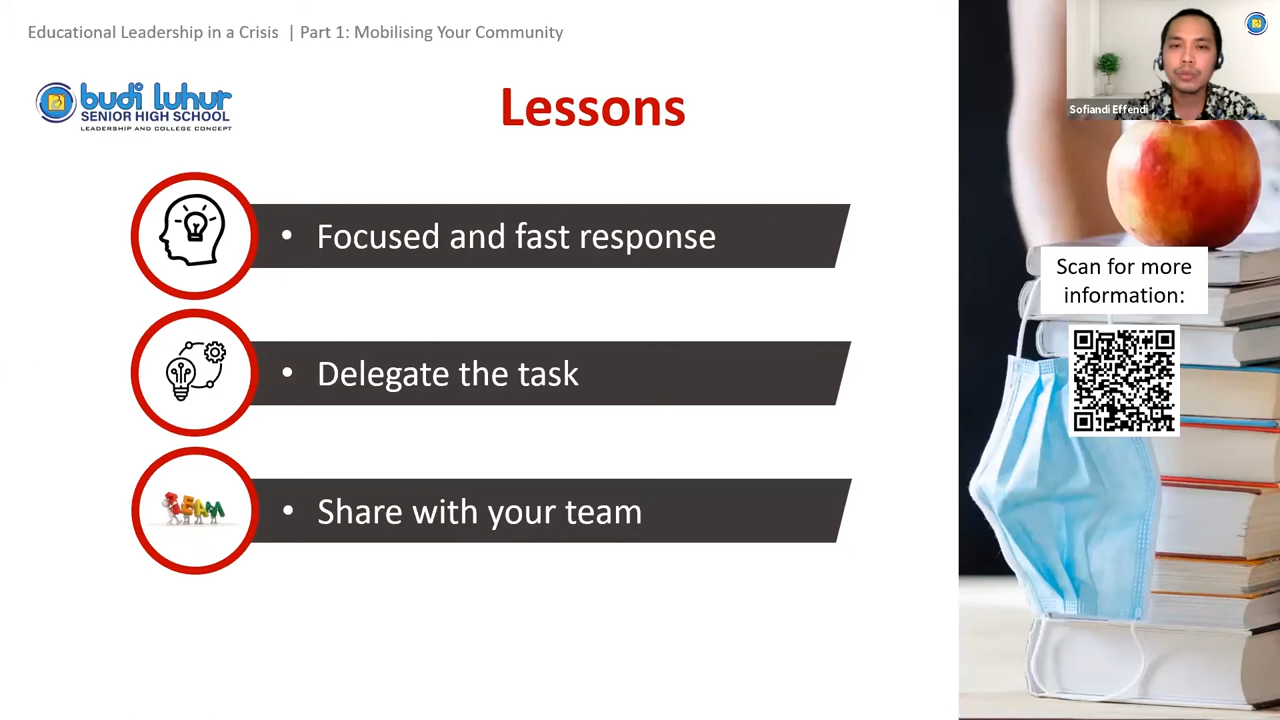 Educational Leadership in a Crisis | Part 1: Mobilising Your Community
budi luhur
SENIOR HIGH SCHOOL
LEADERSHIP AND COLLEGE CONCEPT
Lessons
• Focused and fast response
• Delegate the task
TEAM
• Share with your team
Sofiandi Effendi
Scan for more
information: